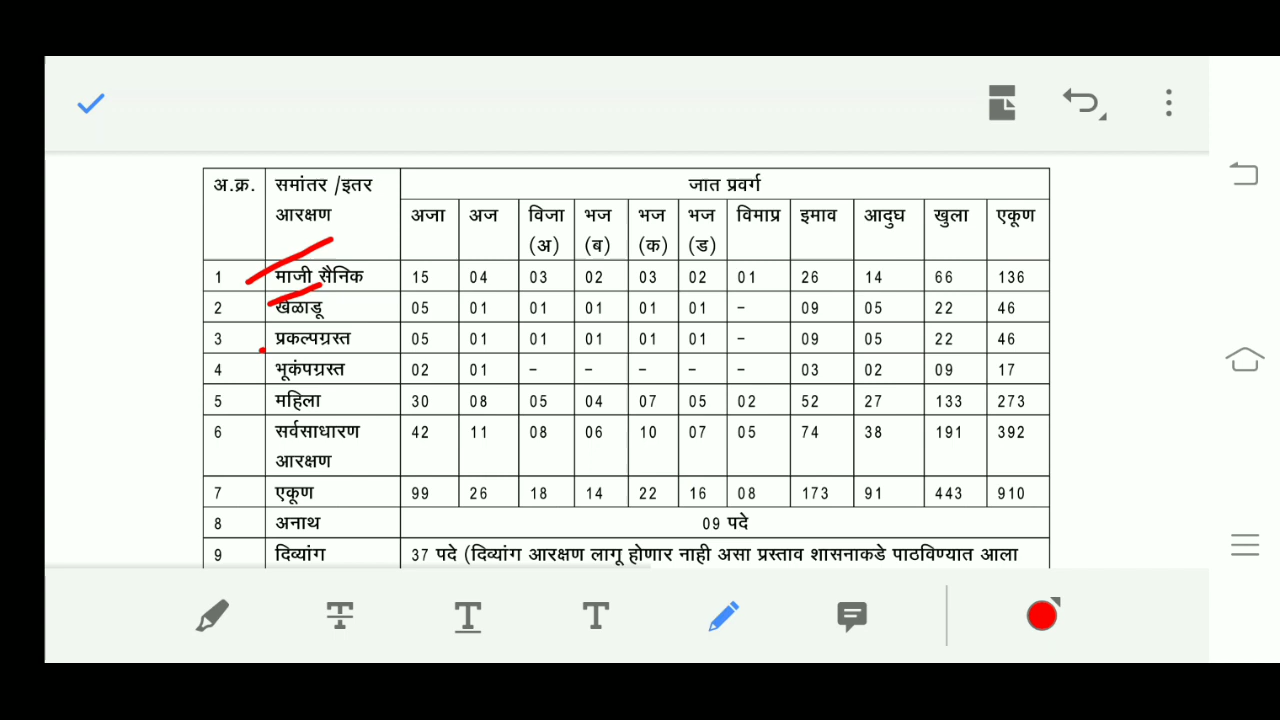 अ.क्र. समांतर /इतर जात प्रवर्ग
आरक्षण अजा अज विजा भज भज भज विमाप्र इमाव आदुघ खुला एकूण
(अ) (ब) (क) (ड)
1 माजी सैनिक 15 04 03 02 03 02 01 26 14 66 136
2 खेळाडू 05 01 01 01 01 01 – 09 05 22 46
3 प्रकल्पग्रस्त 05 01 01 01 01 01 – 09 05 22 46
4 भूकंपग्रस्त 02 01 – – – – – 03 02 09 17
5 महिला 30 08 05 04 07 05 02 52 27 133 273
6 सर्वसाधारण 42 11 08 06 10 07 05 74 38 191 392
आरक्षण
7 एकूण 99 26 18 14 22 16 08 173 91 443 910
8 अनाथ 09 पदे
9 दिव्यांग 37 पदे (दिव्यांग आरक्षण लागू होणार नाही असा प्रस्ताव शासनाकडे पाठविण्यात आला